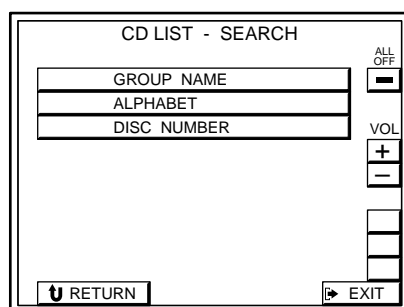 CD LIST - SEARCH
ALL
OFF
GROUP NAME
ALPHABET
DISC NUMBER
VOL
+
−
RETURN
EXIT